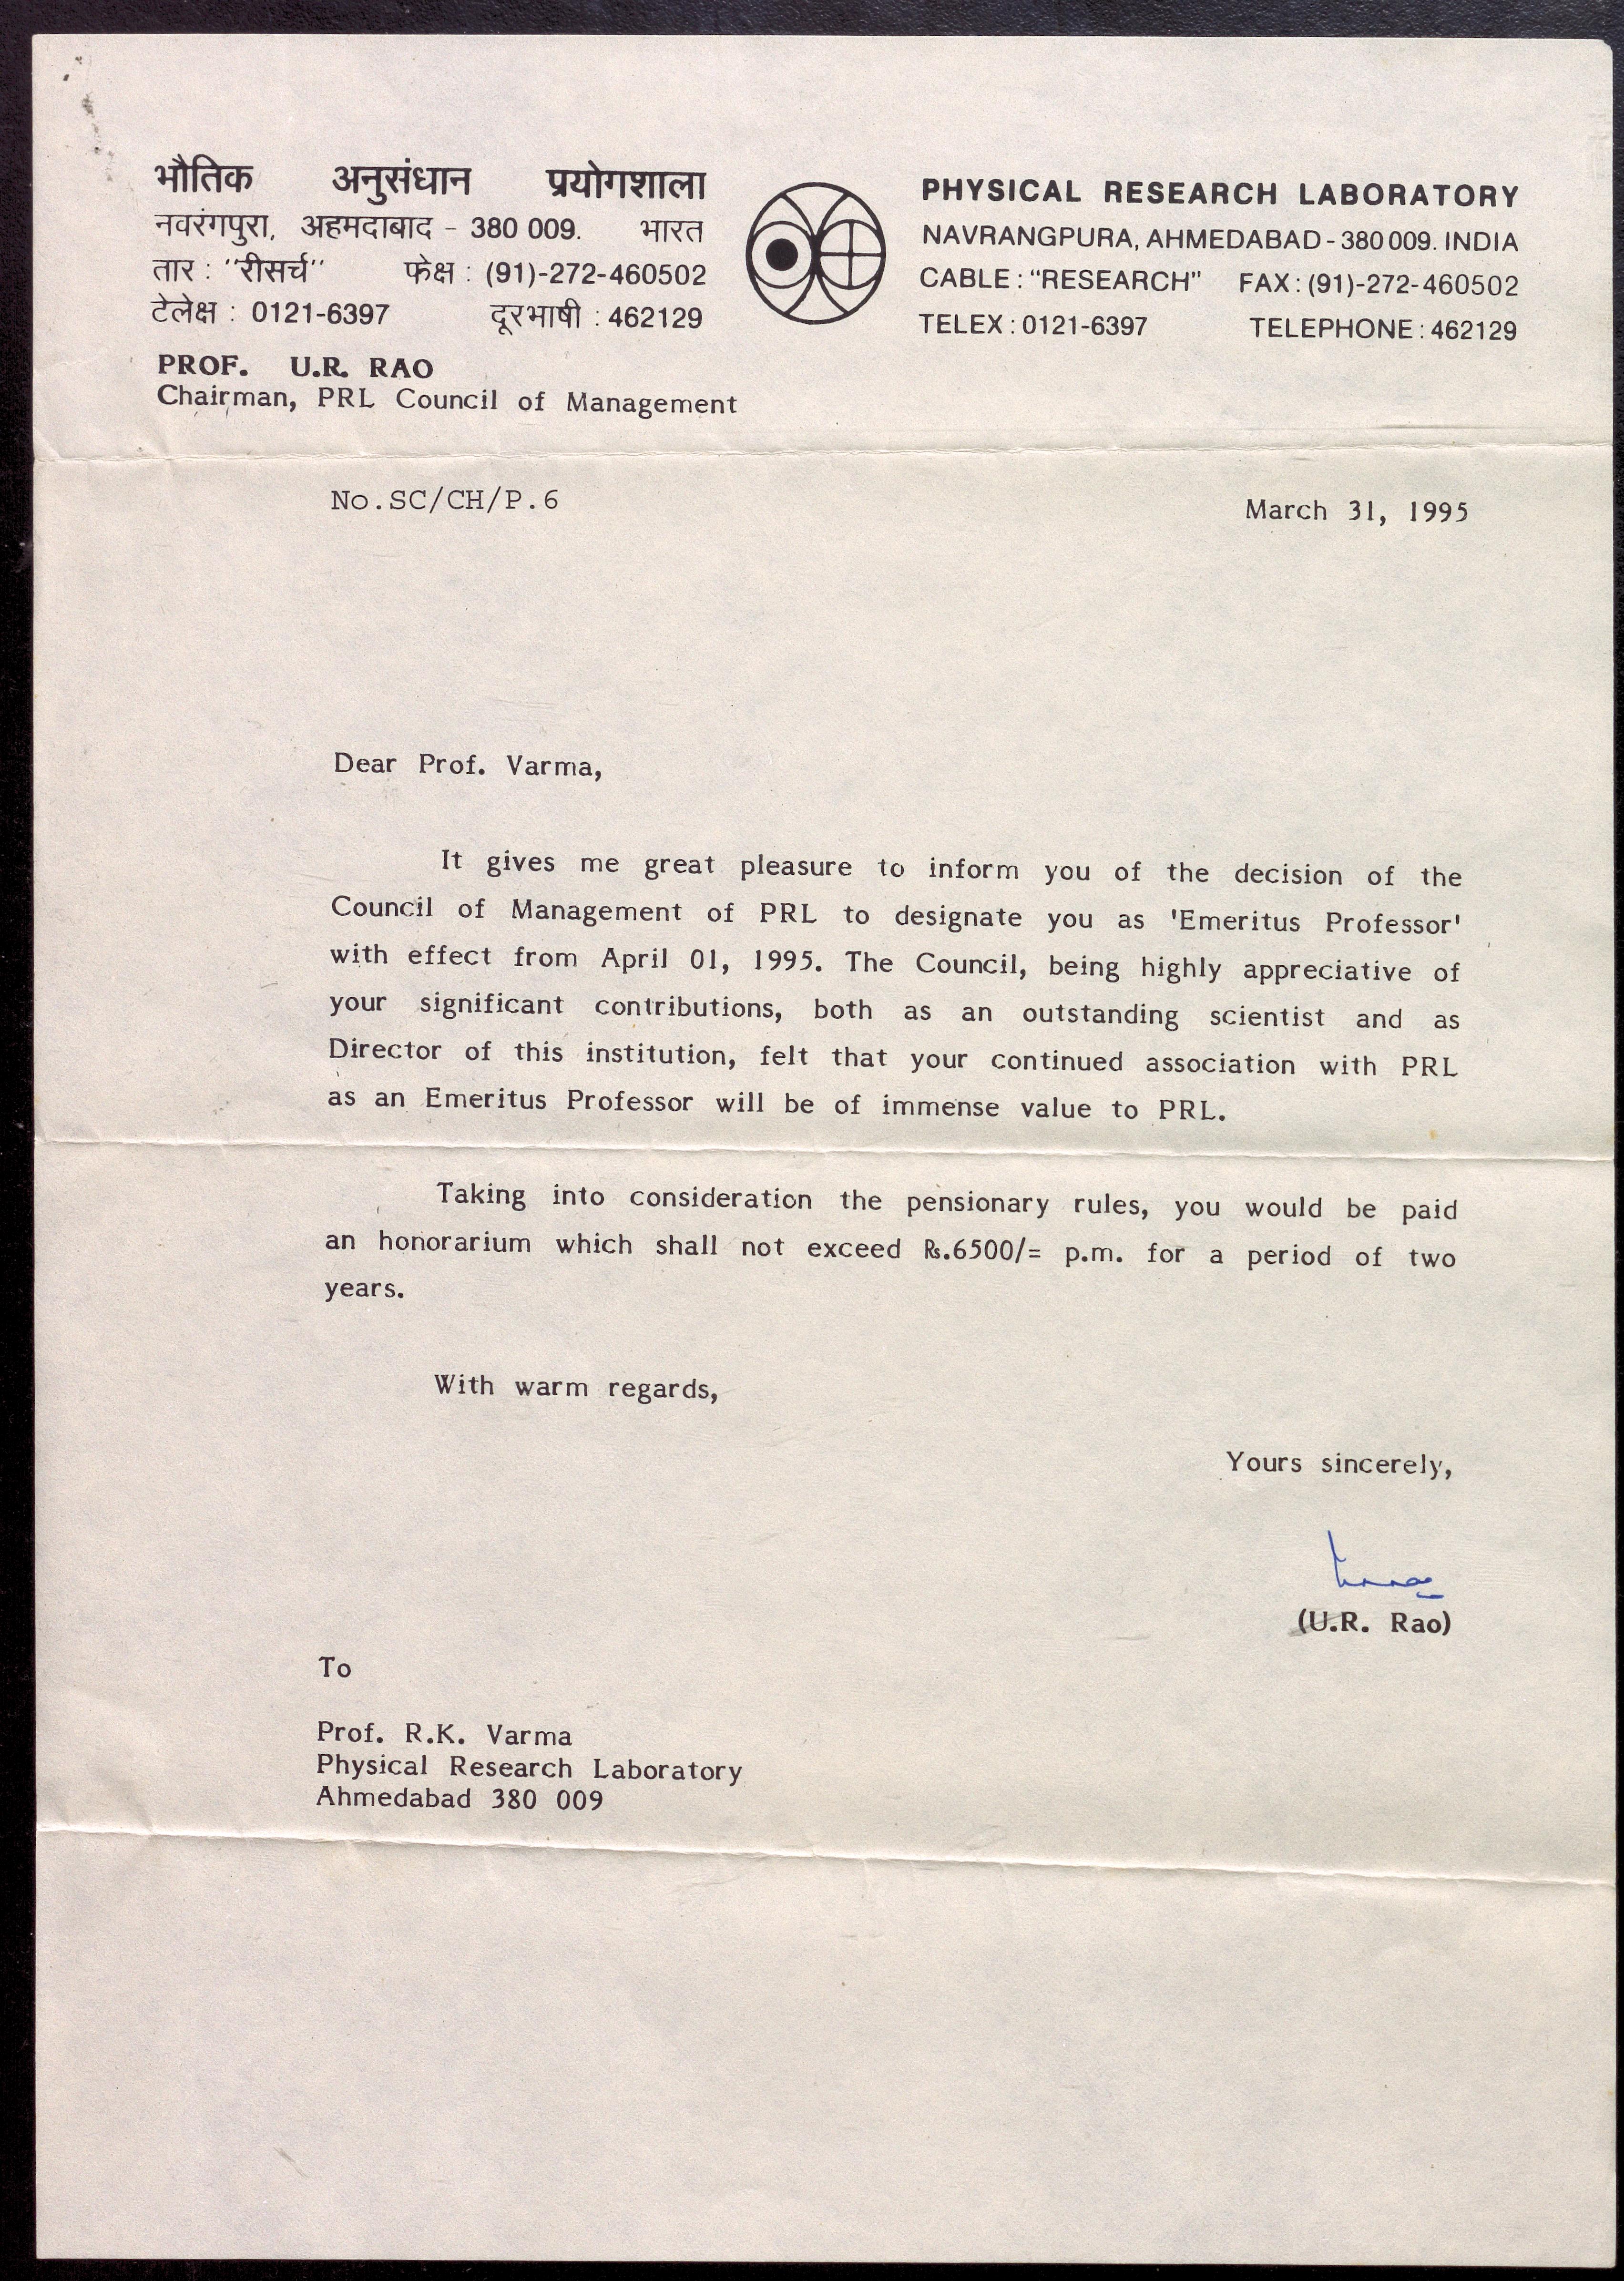 भौतिक अनुसंधान प्रयोगशाला
नवरंगपुरा, अहमदाबाद - 380 009. भारत
तार : "रीसर्च" फेक्ष : (91)-272-460502
टेलेक्ष : 0121-6397 दूरभाषी : 462129
PHYSICAL RESEARCH LABORATORY
NAVRANGPURA, AHMEDABAD - 380 009. INDIA
CABLE : "RESEARCH" FAX : (91)-272-460502
TELEX : 0121-6397 TELEPHONE : 462129
PROF. U.R. RAO
Chairman, PRL Council of Management
No.SC/CH/P.6
March 31, 1995
Dear Prof. Varma,
It gives me great pleasure to inform you of the decision of the
Council of Management of PRL to designate you as 'Emeritus Professor'
with effect from April 01, 1995. The Council, being highly appreciative of
your significant contributions, both as an outstanding scientist and as
Director of this institution, felt that your continued association with PRL
as an Emeritus Professor will be of immense value to PRL.
Taking into consideration the pensionary rules, you would be paid
an honorarium which shall not exceed Rs.6500/= p.m. for a period of two
years.
With warm regards,
Yours sincerely,
(U.R. Rao)
To
Prof. R.K. Varma
Physical Research Laboratory
Ahmedabad 380 009